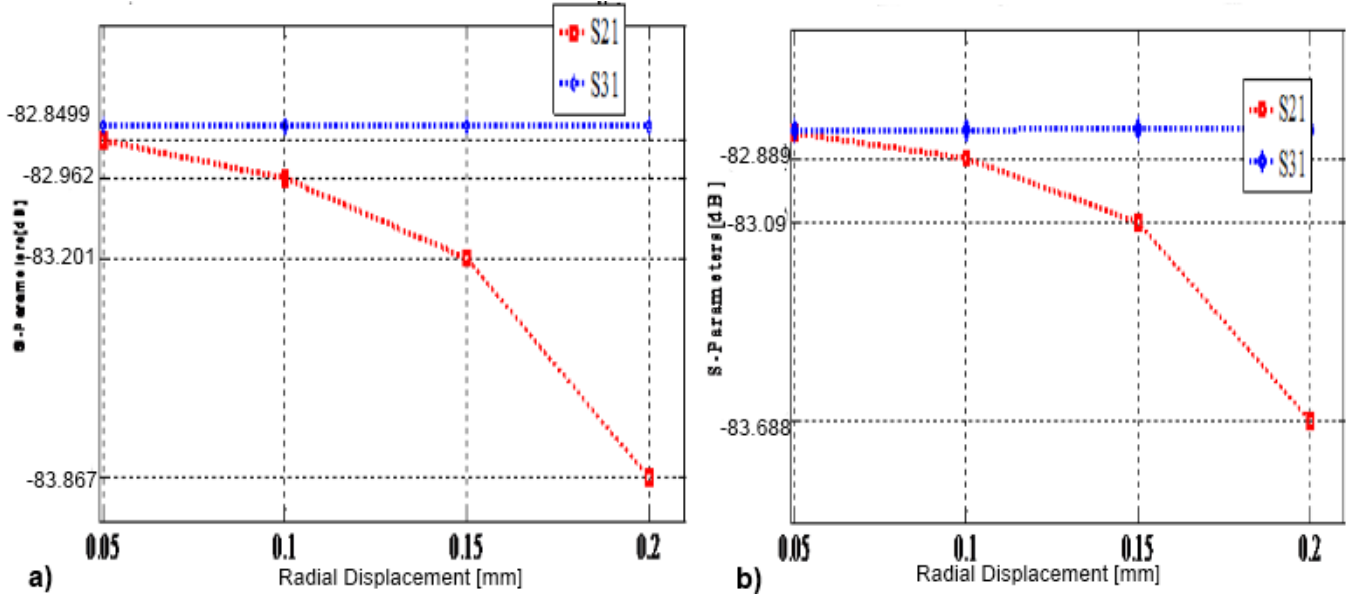 S21
S31
-82.8499
-82.962
-83.201
-83.867
0.05
0.1
0.15
0.2
Radial Displacement [mm]
a)
S21
S31
-82.889
-83.09
-83.688
S-Parameters[dB]
0.05
0.1
0.15
0.2
Radial Displacement [mm]
b)